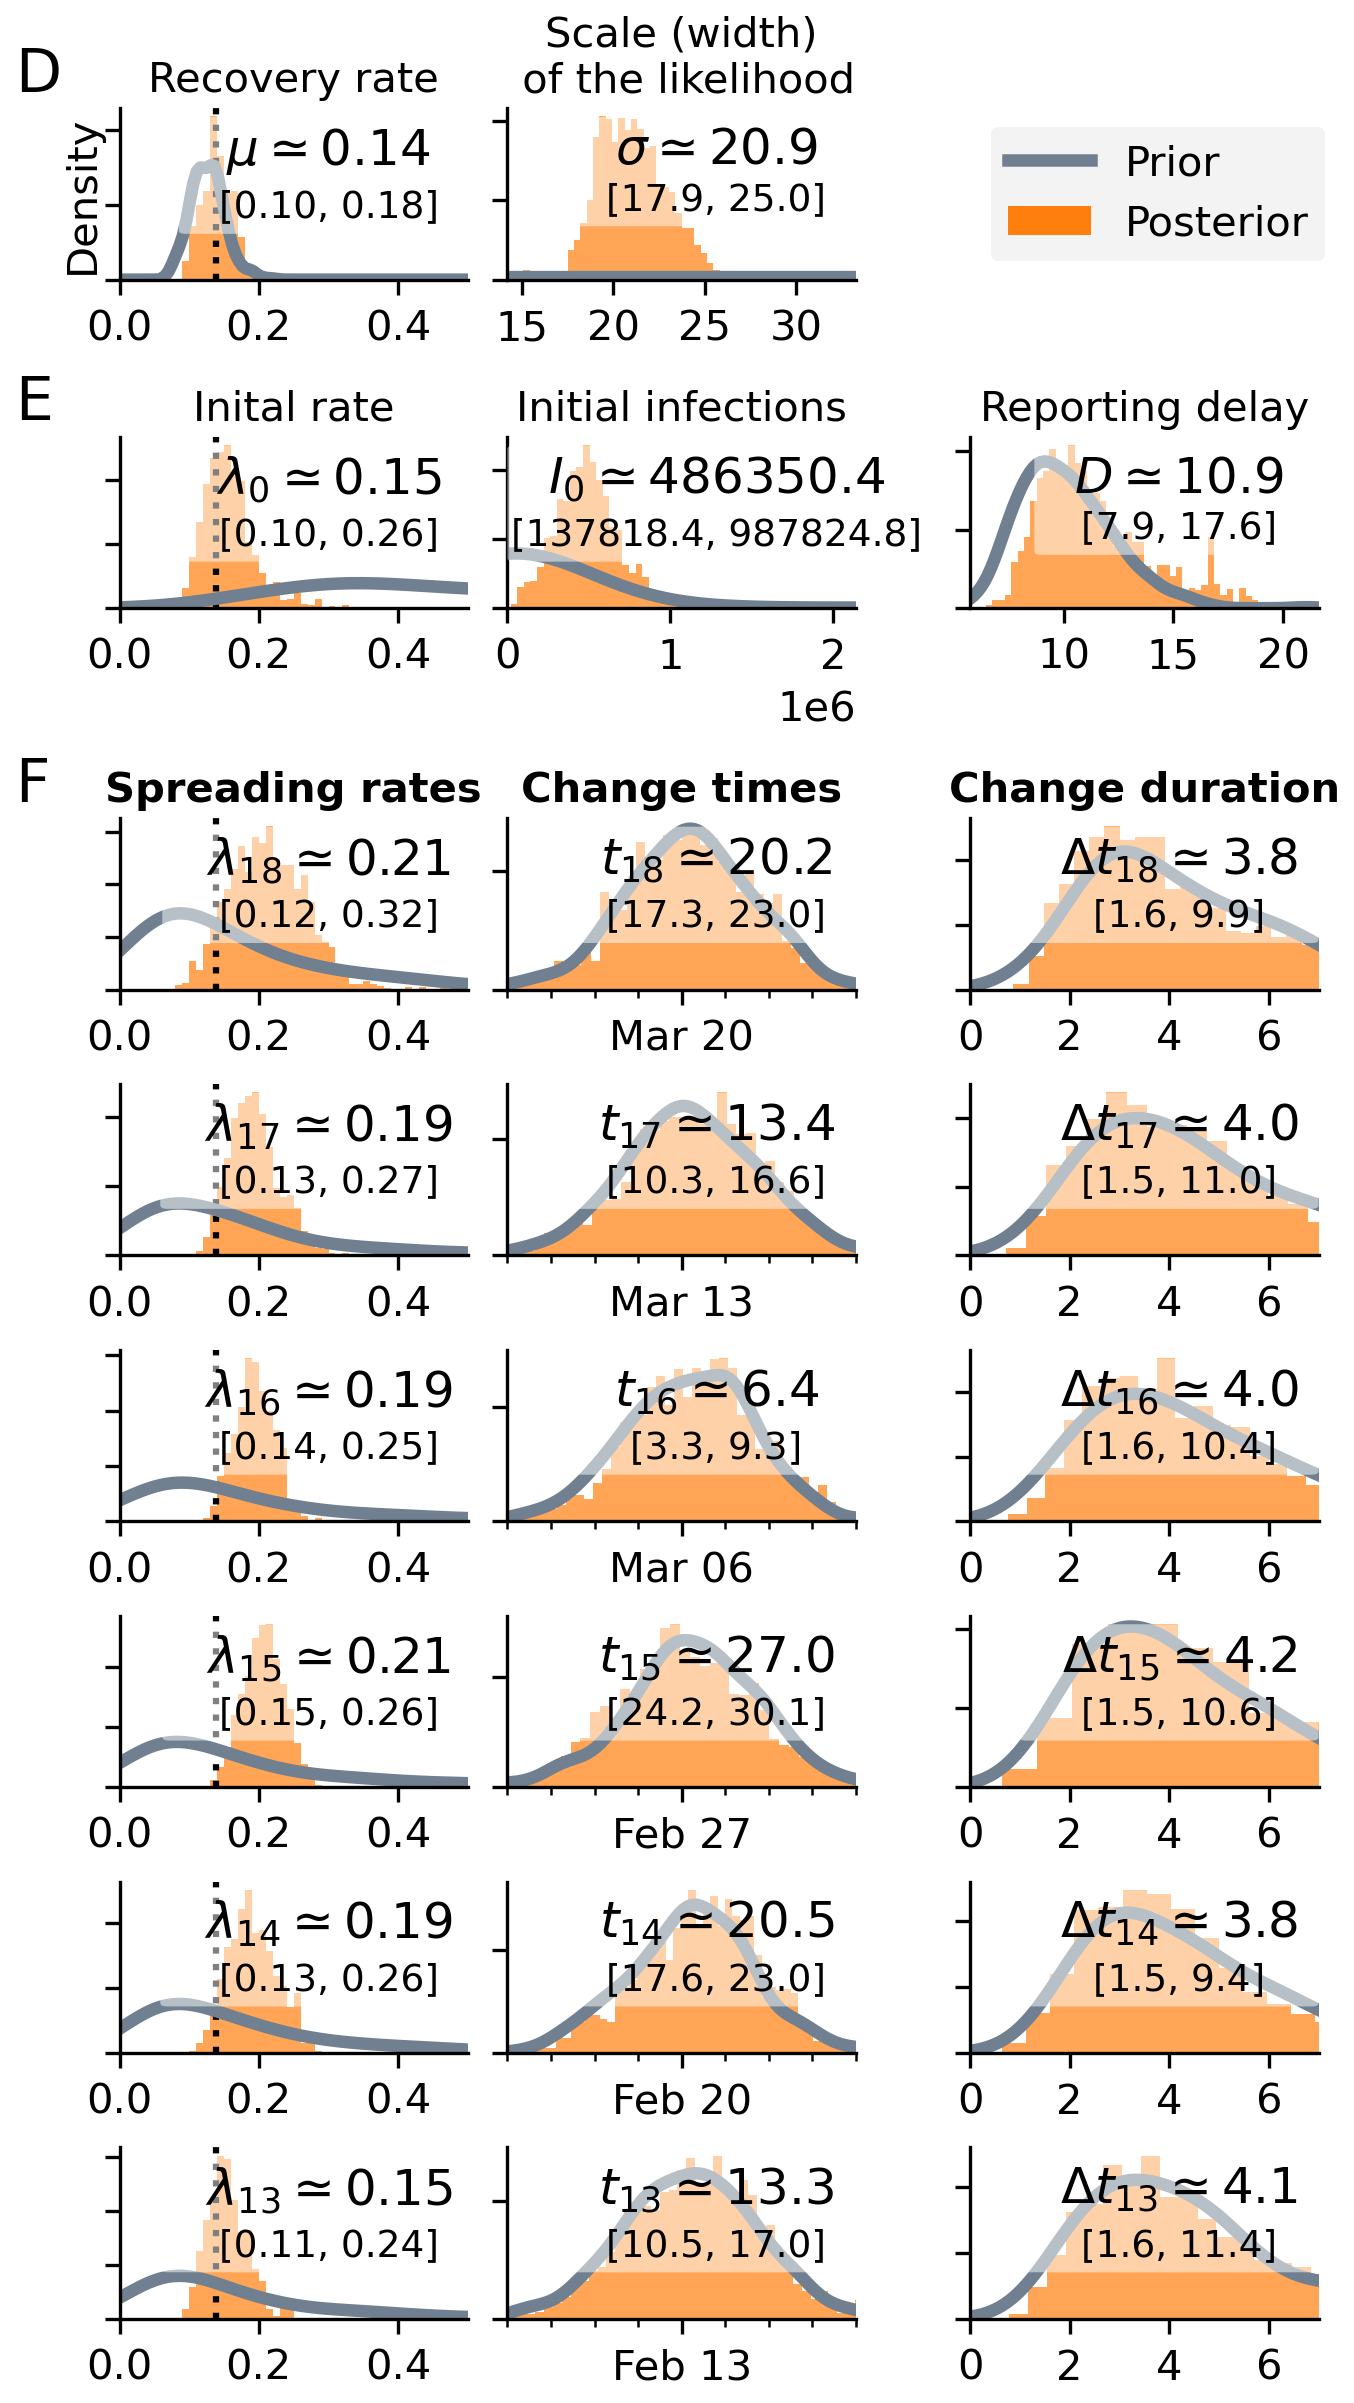 D
Recovery rate
Scale (width)
of the likelihood
Density
μ ≃ 0.14
[0.10, 0.18]
σ ≃ 20.9
[17.9, 25.0]
Prior
Posterior
0.0 0.2 0.4
15 20 25 30
E
Inital rate
Initial infections
Reporting delay
λ0 ≃ 0.15
[0.10, 0.26]
I0 ≃ 486350.4
[137818.4, 987824.8]
D ≃ 10.9
[7.9, 17.6]
0.0 0.2 0.4
0 1 2
1e6
10 15 20
F
Spreading rates
Change times
Change duration
λ18 ≃ 0.21
[0.12, 0.32]
t18 ≃ 20.2
[17.3, 23.0]
Δt18 ≃ 3.8
[1.6, 9.9]
0.0 0.2 0.4
Mar 20
0 2 4 6
λ17 ≃ 0.19
[0.13, 0.27]
t17 ≃ 13.4
[10.3, 16.6]
Δt17 ≃ 4.0
[1.5, 11.0]
0.0 0.2 0.4
Mar 13
0 2 4 6
λ16 ≃ 0.19
[0.14, 0.25]
t16 ≃ 6.4
[3.3, 9.3]
Δt16 ≃ 4.0
[1.6, 10.4]
0.0 0.2 0.4
Mar 06
0 2 4 6
λ15 ≃ 0.21
[0.15, 0.26]
t15 ≃ 27.0
[24.2, 30.1]
Δt15 ≃ 4.2
[1.5, 10.6]
0.0 0.2 0.4
Feb 27
0 2 4 6
λ14 ≃ 0.19
[0.13, 0.26]
t14 ≃ 20.5
[17.6, 23.0]
Δt14 ≃ 3.8
[1.5, 9.4]
0.0 0.2 0.4
Feb 20
0 2 4 6
λ13 ≃ 0.15
[0.11, 0.24]
t13 ≃ 13.3
[10.5, 17.0]
Δt13 ≃ 4.1
[1.6, 11.4]
0.0 0.2 0.4
Feb 13
0 2 4 6